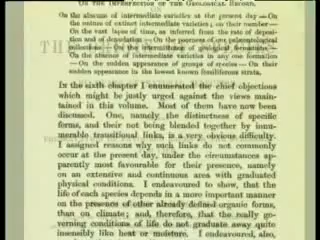 ON THE IMPERFECTION OF THE GEOLOGICAL RECORD.
On the absence of intermediate varieties at the present day—On
the nature of extinct intermediate varieties; on their number—
On the vast lapse of time, as inferred from the rate of deposi-
tion and of denudation—On the poorness of our palæontological
collections—On the intermittence of geological formations—
On the absence of intermediate varieties in any one formation
—On the sudden appearance of groups of species—On their
sudden appearance in the lowest known fossiliferous strata.
In the sixth chapter I enumerated the chief objections
which might be justly urged against the views main-
tained in this volume. Most of them have now been
discussed. One, namely the distinctness of specific
forms, and their not being blended together by innu-
merable transitional links, is a very obvious difficulty.
I assigned reasons why such links do not commonly
occur at the present day, under the circumstances ap-
parently most favourable for their presence, namely
on an extensive and continuous area with graduated
physical conditions. I endeavoured to show, that the
life of each species depends in a more important manner
on the presence of other already defined organic forms,
than on climate; and, therefore, that the really go-
verning conditions of life do not graduate away quite
insensibly like heat or moisture. I endeavoured, also,